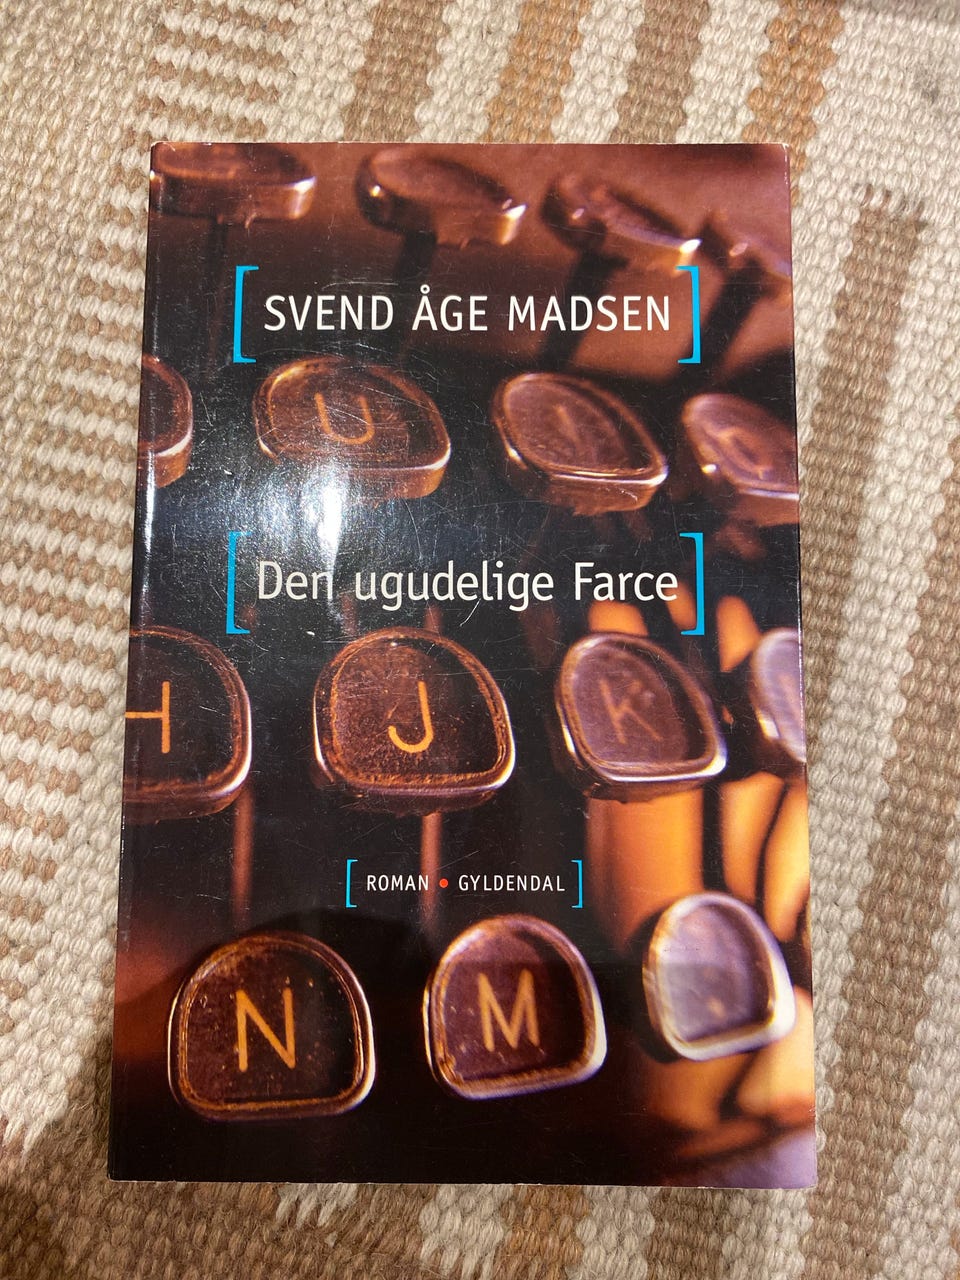 SVEND ÅGE MADSEN
U I
Den ugudelige Farce
H J K
ROMAN • GYLDENDAL
N M